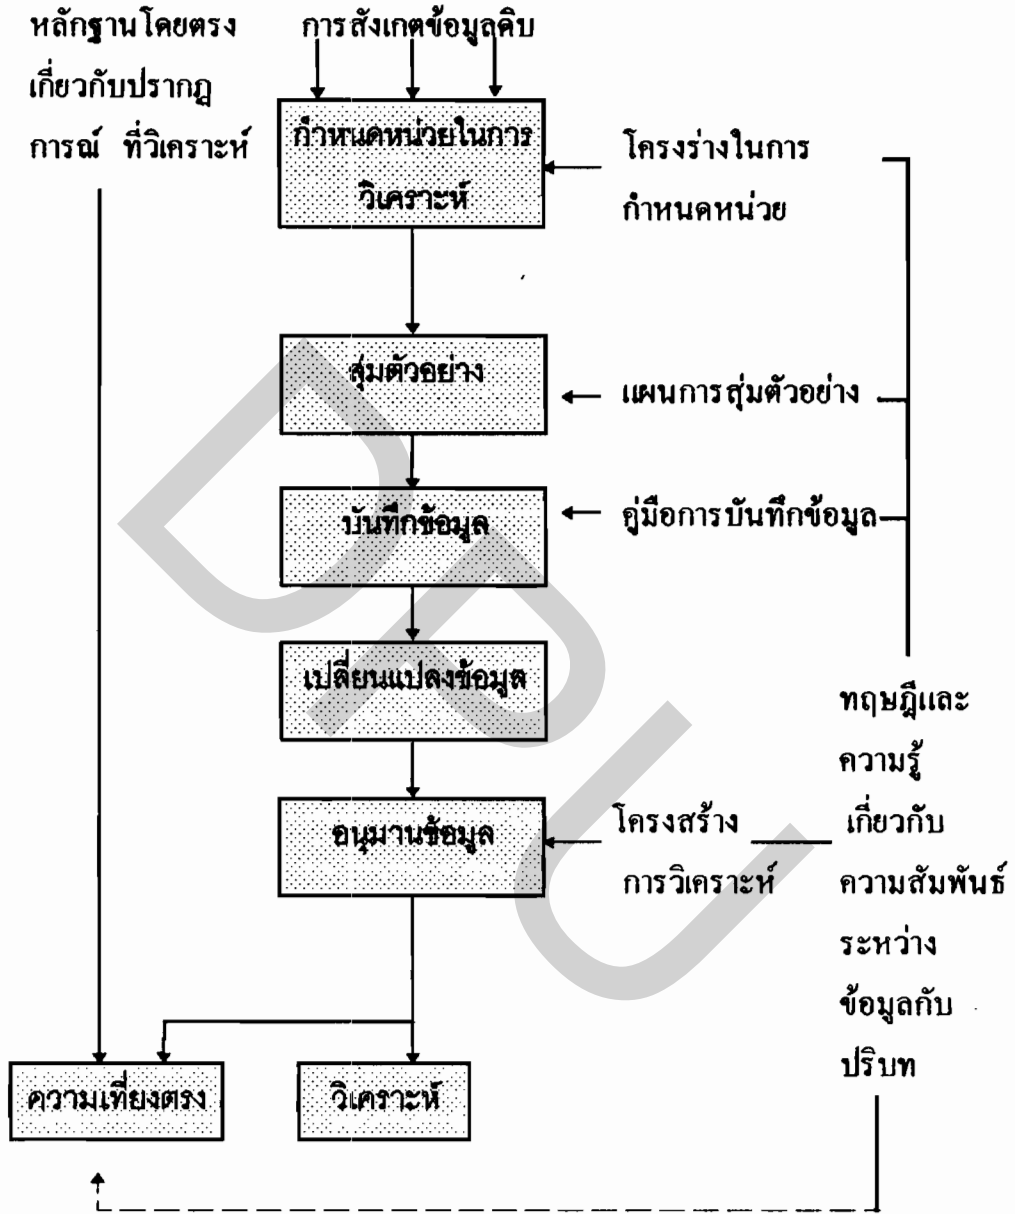 หลักฐานโดยตรง
เกี่ยวกับปรากฏ
การณ์ ที่วิเคราะห์
การสังเกตข้อมูลดิบ
กำหนดหน่วยในการ
วิเคราะห์
โครงร่างในการ
กำหนดหน่วย
สุ่มตัวอย่าง
แผนการสุ่มตัวอย่าง
บันทึกข้อมูล
คู่มือการบันทึกข้อมูล
เปลี่ยนแปลงข้อมูล
อนุมานข้อมูล
โครงสร้าง
การวิเคราะห์
ทฤษฎีและ
ความรู้
เกี่ยวกับ
ความสัมพันธ์
ระหว่าง
ข้อมูลกับ
ปริบท
ความเที่ยงตรง
วิเคราะห์
DPU